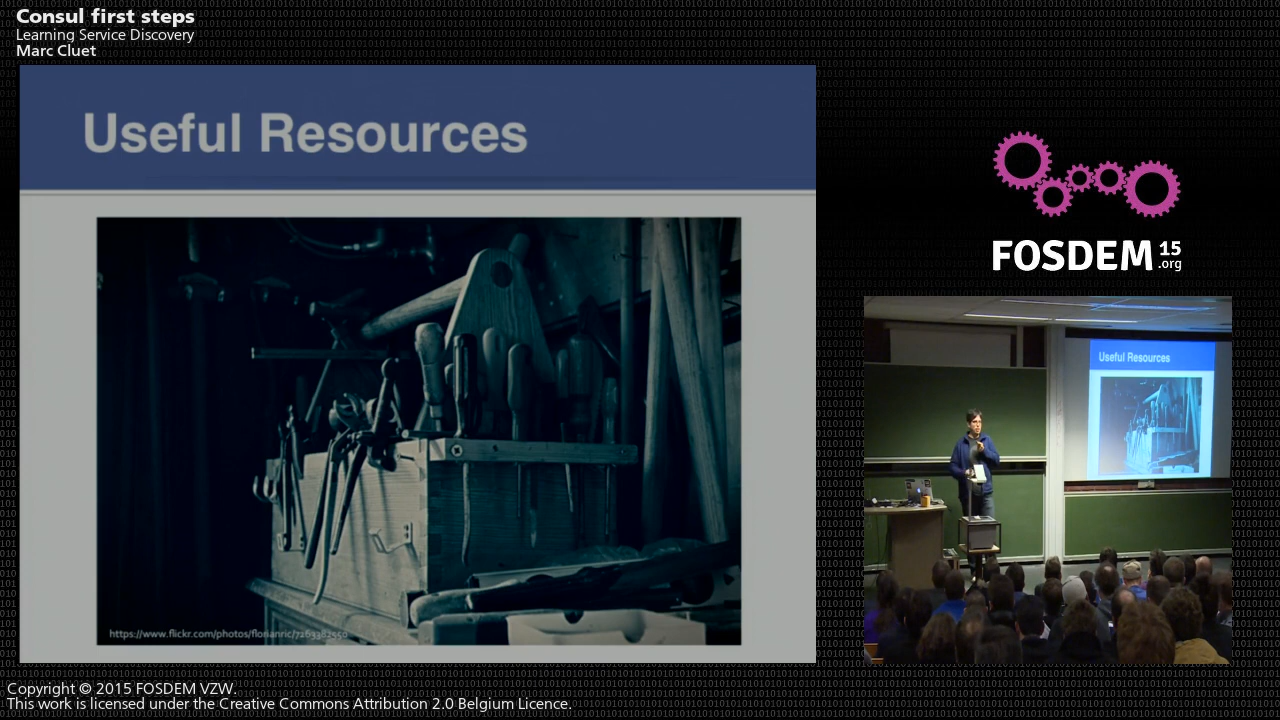 Consul first steps
Learning Service Discovery
Marc Cluet
Useful Resources
https://www.flickr.com/photos/florianric/7263382550
FOSDEM 15
.org
Useful Resources
Copyright © 2015 FOSDEM VZW.
This work is licensed under the Creative Commons Attribution 2.0 Belgium Licence.